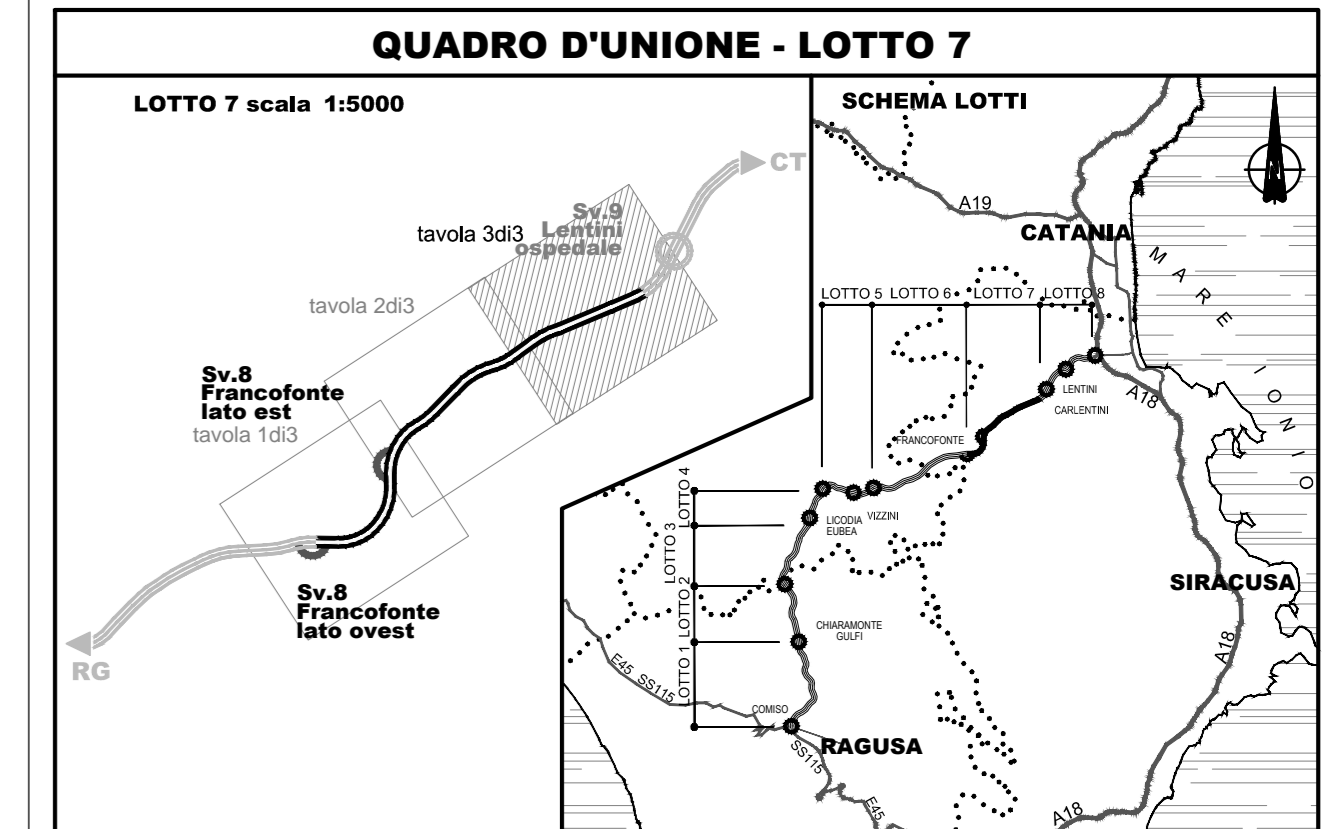 QUADRO D'UNIONE - LOTTO 7
LOTTO 7 scala 1:5000
CT
Sv.9
Lentini
ospedale
tavola 3di3
tavola 2di3
Sv.8
Francofonte
lato est
tavola 1di3
Sv.8
Francofonte
lato ovest
RG
SCHEMA LOTTI
A19
CATANIA
MARE IONIO
LOTTO 5
LOTTO 6
LOTTO 7
LOTTO 8
LENTINI
CARLENTINI
A18
FRANCOFONTE
LOTTO 4
LOTTO 3
LOTTO 2
LOTTO 1
LICODIA
EUBEA
VIZZINI
SIRACUSA
CHIARAMONTE
GULFI
A18
E45 SS115
COMISO
RAGUSA
SS115
E45
A18